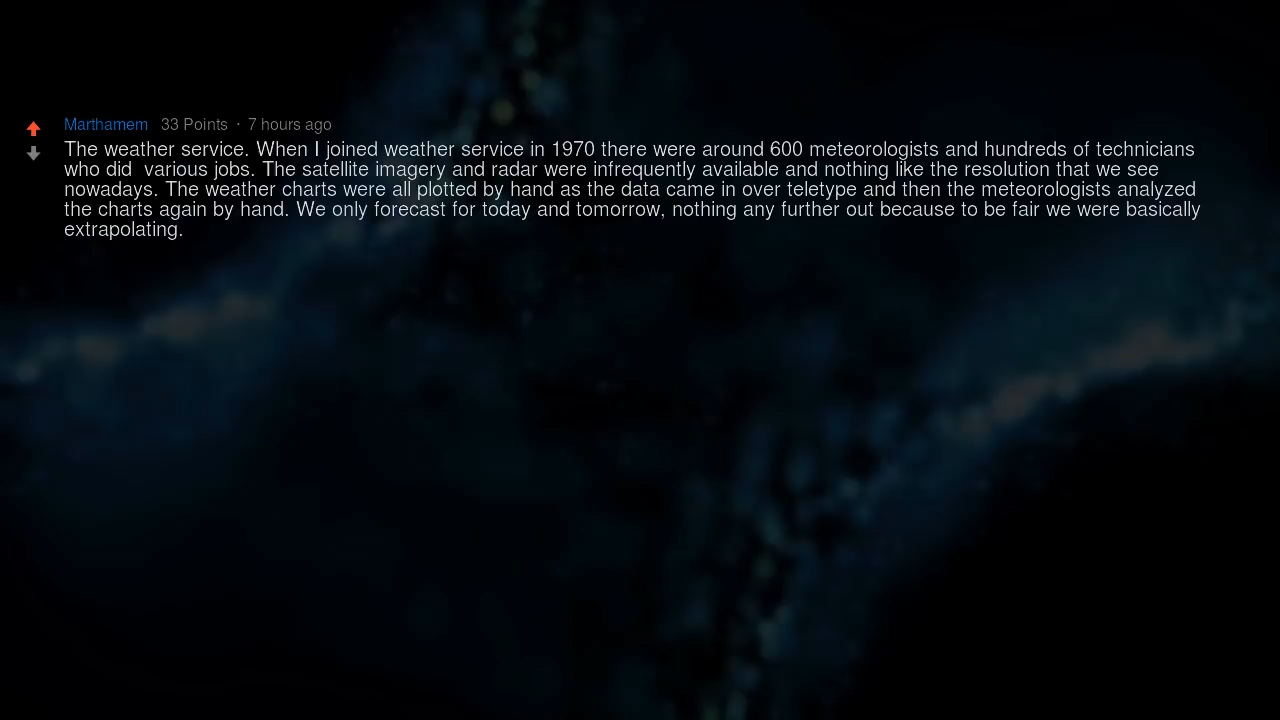 Marthamem 33 Points · 7 hours ago
The weather service. When I joined weather service in 1970 there were around 600 meteorologists and hundreds of technicians
who did  various jobs. The satellite imagery and radar were infrequently available and nothing like the resolution that we see
nowadays. The weather charts were all plotted by hand as the data came in over teletype and then the meteorologists analyzed
the charts again by hand. We only forecast for today and tomorrow, nothing any further out because to be fair we were basically
extrapolating.